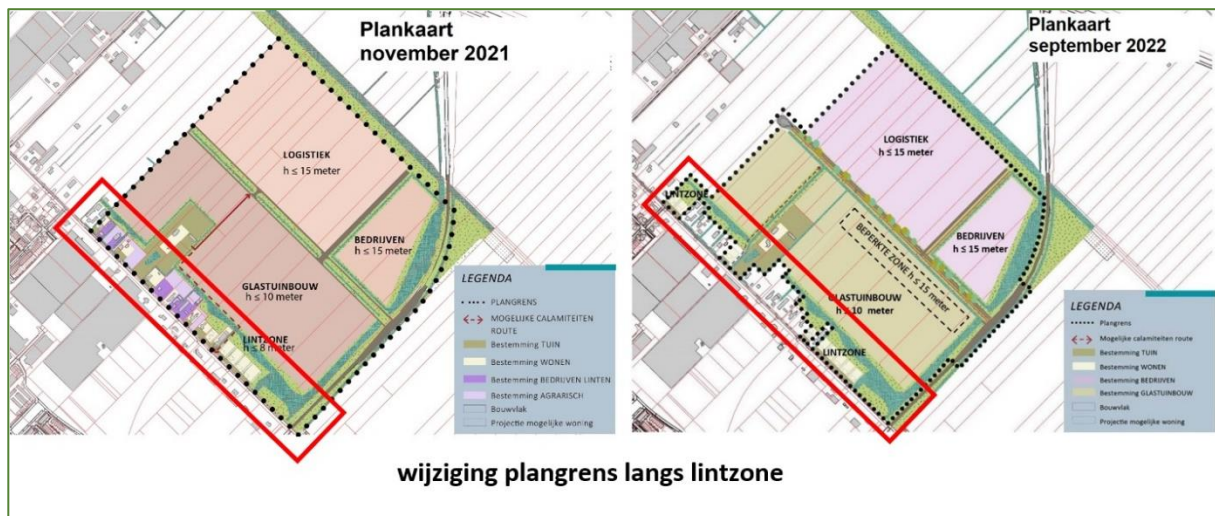 Plankaart
november 2021
LOGISTIEK
h ≤ 15 meter
BEDRIJVEN
h ≤ 15 meter
GLASTUINBOUW
h ≤ 10 meter
LINTZONE
h ≤ 8 meter
LEGENDA
PLANGRENS
MOGELIJKE CALAMITEITEN
ROUTE
Bestemming TUIN
Bestemming WONEN
Bestemming BEDRIJVEN LINTEN
Bestemming AGRARISCH
Bouwvlak
Projectie mogelijke woning
Plankaart
september 2022
LOGISTIEK
h ≤ 15 meter
LINTZONE
BEDRIJVEN
h ≤ 15 meter
BEPERKTE ZONE h ≤ 15 meter
GLASTUINBOUW
h ≤ 10 meter
LINTZONE
LEGENDA
Plangrens
Mogelijke calamiteiten route
Bestemming TUIN
Bestemming WONEN
Bestemming BEDRIJVEN
Bestemming GLASTUINBOUW
Bouwvlak
Projectie mogelijke woning
wijziging plangrens langs lintzone